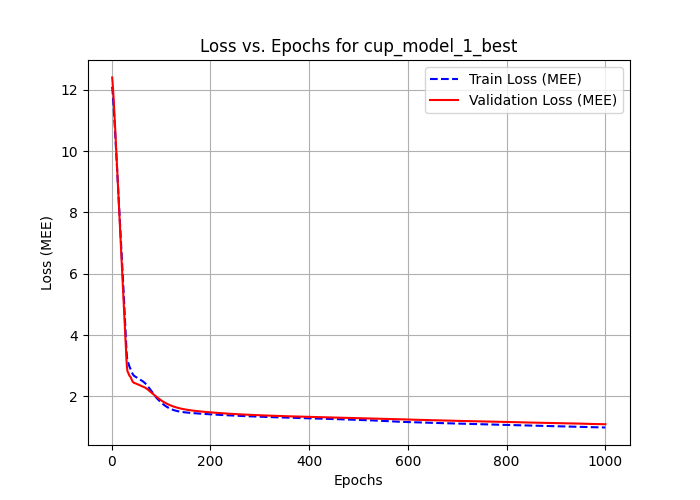 Loss vs. Epochs for cup_model_1_best
Train Loss (MEE)
Validation Loss (MEE)
12
10
8
6
4
2
Loss (MEE)
0 200 400 600 800 1000
Epochs